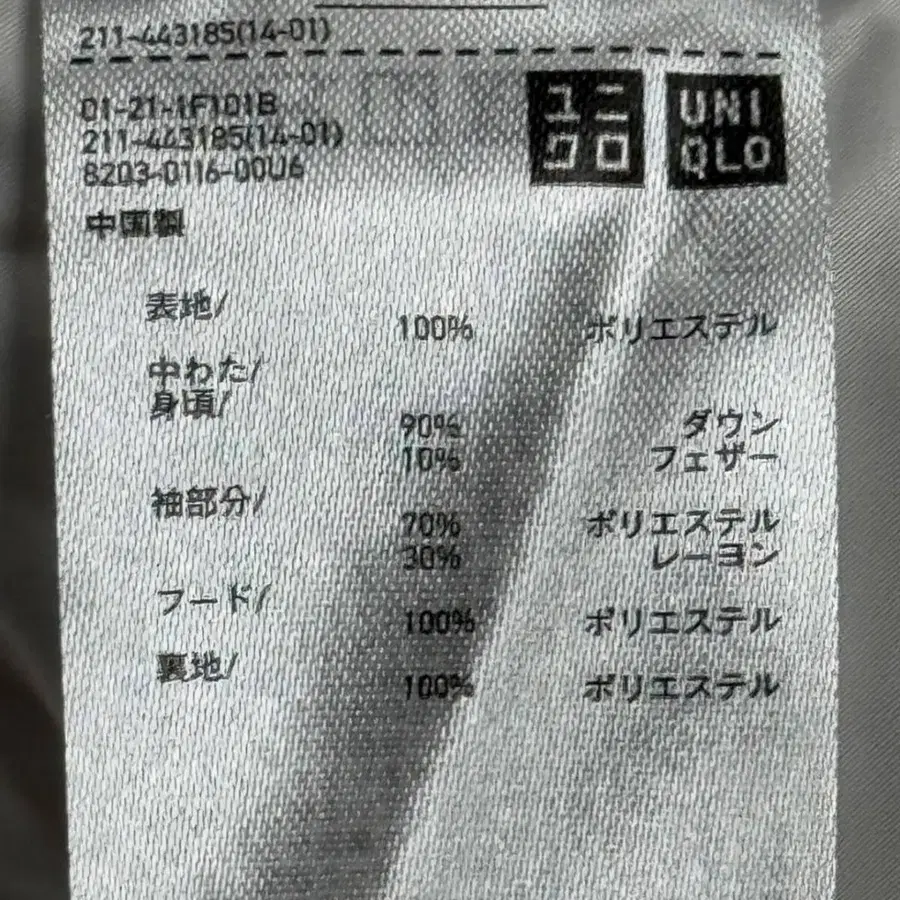 211-443185(14-01)
01-21-1F101B
211-443185(14-01)
8203-0116-00U6
ユニ
クロ
UNI
QLO
中国製
表地/
100% ポリエステル
中わた/
身頃/
90% ダウン
10% フェザー
袖部分/
70% ポリエステル
30% レーヨン
フード/
100% ポリエステル
裏地/
100% ポリエステル